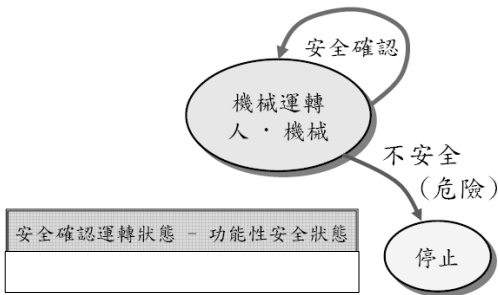 安全確認
機械運轉
人‧機械
不安全
（危險）
安全確認運轉狀態 - 功能性安全狀態
停止